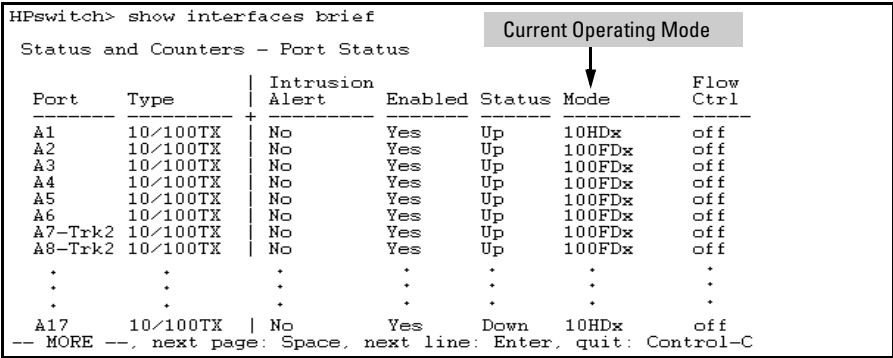 HPswitch> show interfaces brief
Current Operating Mode
Status and Counters - Port Status
| Intrusion Flow
Port Type | Alert Enabled Status Mode Ctrl
------- --------- + --------- ------- ------ ---------- -----
A1 10/100TX | No Yes Up 10HDx off
A2 10/100TX | No Yes Up 100FDx off
A3 10/100TX | No Yes Up 100FDx off
A4 10/100TX | No Yes Up 100FDx off
A5 10/100TX | No Yes Up 100FDx off
A6 10/100TX | No Yes Up 100FDx off
A7-Trk2 10/100TX | No Yes Up 100FDx off
A8-Trk2 10/100TX | No Yes Up 100FDx off
. . . . . . .
. . . . . . .
. . . . . . .
A17 10/100TX | No Yes Down 10HDx off
-- MORE --, next page: Space, next line: Enter, quit: Control-C